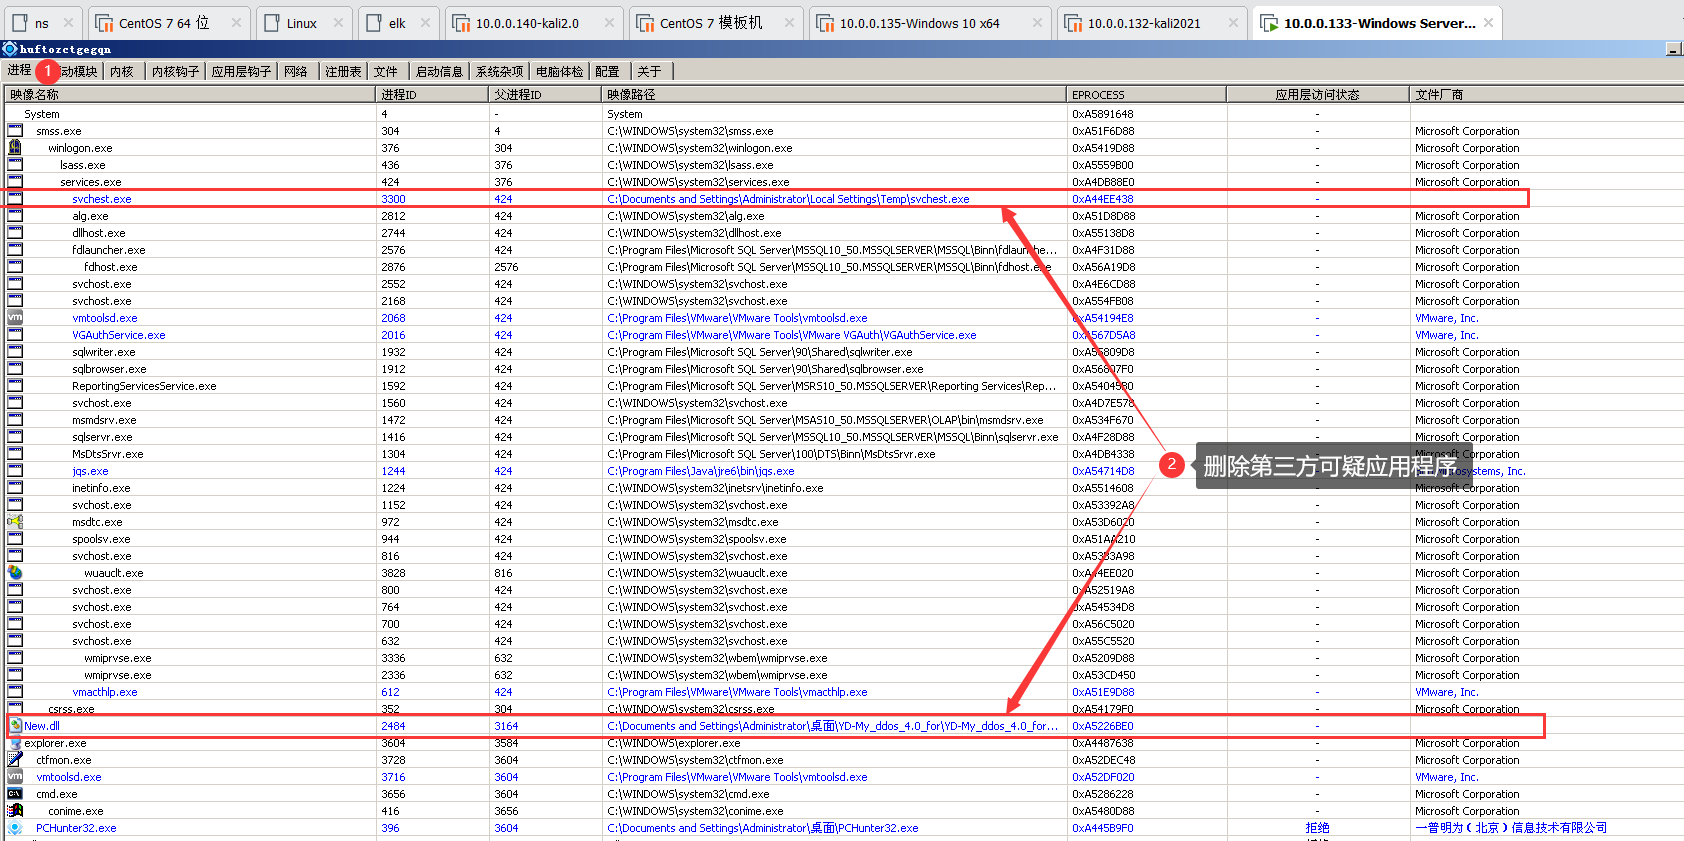 ns
CentOS 7 64 位
Linux
elk
10.0.0.140-kali2.0
CentOS 7 模板机
10.0.0.135-Windows 10 x64
10.0.0.132-kali2021
10.0.0.133-Windows Server...
huftozctgegqn
进程 1 动模块 内核 内核钩子 应用层钩子 网络 注册表 文件 启动信息 系统杂项 电脑体检 配置 关于
映像名称 进程ID 父进程ID 映像路径 EPROCESS 应用层访问状态 文件厂商
System 4 - System 0xA5891648 -
smss.exe 304 4 C:\WINDOWS\system32\smss.exe 0xA51F6D88 - Microsoft Corporation
winlogon.exe 376 304 C:\WINDOWS\system32\winlogon.exe 0xA5419D88 - Microsoft Corporation
lsass.exe 436 376 C:\WINDOWS\system32\lsass.exe 0xA5559B00 - Microsoft Corporation
services.exe 424 376 C:\WINDOWS\system32\services.exe 0xA4DB88E0 - Microsoft Corporation
svchest.exe 3300 424 C:\Documents and Settings\Administrator\Local Settings\Temp\svchest.exe 0xA44EE438 -
alg.exe 2812 424 C:\WINDOWS\system32\alg.exe 0xA51D8D88 - Microsoft Corporation
dllhost.exe 2744 424 C:\WINDOWS\system32\dllhost.exe 0xA55138D8 - Microsoft Corporation
fdlauncher.exe 2576 424 C:\Program Files\Microsoft SQL Server\MSSQL10_50.MSSQLSERVER\MSSQL\Binn\fdlaunche... 0xA4F31D88 - Microsoft Corporation
fdhost.exe 2876 2576 C:\Program Files\Microsoft SQL Server\MSSQL10_50.MSSQLSERVER\MSSQL\Binn\fdhost.exe 0xA56A19D8 - Microsoft Corporation
svchost.exe 2552 424 C:\WINDOWS\system32\svchost.exe 0xA4E6CD88 - Microsoft Corporation
svchost.exe 2168 424 C:\WINDOWS\system32\svchost.exe 0xA554FB08 - Microsoft Corporation
vmtoolsd.exe 2068 424 C:\Program Files\VMware\VMware Tools\vmtoolsd.exe 0xA54194E8 - VMware, Inc.
VGAuthService.exe 2016 424 C:\Program Files\VMware\VMware Tools\VMware VGAuth\VGAuthService.exe 0xA567D5A8 - VMware, Inc.
sqlwriter.exe 1932 424 C:\Program Files\Microsoft SQL Server\90\Shared\sqlwriter.exe 0xA55809D8 - Microsoft Corporation
sqlbrowser.exe 1912 424 C:\Program Files\Microsoft SQL Server\90\Shared\sqlbrowser.exe 0xA56807F0 - Microsoft Corporation
ReportingServicesService.exe 1592 424 C:\Program Files\Microsoft SQL Server\MSRS10_50.MSSQLSERVER\Reporting Services\Rep... 0xA5404580 - Microsoft Corporation
svchost.exe 1560 424 C:\WINDOWS\system32\svchost.exe 0xA4D7E578 - Microsoft Corporation
msmdsrv.exe 1472 424 C:\Program Files\Microsoft SQL Server\MSAS10_50.MSSQLSERVER\OLAP\bin\msmdsrv.exe 0xA534F670 - Microsoft Corporation
sqlservr.exe 1416 424 C:\Program Files\Microsoft SQL Server\MSSQL10_50.MSSQLSERVER\MSSQL\Binn\sqlservr.exe 0xA4F28D88 - Microsoft Corporation
MsDtsSrvr.exe 1304 424 C:\Program Files\Microsoft SQL Server\100\DTS\Binn\MsDtsSrvr.exe 0xA4DB4338 - Microsoft Corporation
2 删除第三方可疑应用程序
jqs.exe 1244 424 C:\Program Files\Java\jre6\bin\jqs.exe 0xA54714D8 Inc.
inetinfo.exe 1224 424 C:\WINDOWS\system32\inetsrv\inetinfo.exe 0xA5514608 - Microsoft Corporation
svchost.exe 1152 424 C:\WINDOWS\system32\svchost.exe 0xA53392A8 - Microsoft Corporation
msdtc.exe 972 424 C:\WINDOWS\system32\msdtc.exe 0xA53D6020 - Microsoft Corporation
spoolsv.exe 944 424 C:\WINDOWS\system32\spoolsv.exe 0xA51AA210 - Microsoft Corporation
svchost.exe 816 424 C:\WINDOWS\system32\svchost.exe 0xA53B3A98 - Microsoft Corporation
wuauclt.exe 3828 816 C:\WINDOWS\system32\wuauclt.exe 0xA44EE020 - Microsoft Corporation
svchost.exe 800 424 C:\WINDOWS\system32\svchost.exe 0xA52519A8 - Microsoft Corporation
svchost.exe 764 424 C:\WINDOWS\system32\svchost.exe 0xA54534D8 - Microsoft Corporation
svchost.exe 700 424 C:\WINDOWS\system32\svchost.exe 0xA56C5020 - Microsoft Corporation
svchost.exe 632 424 C:\WINDOWS\system32\svchost.exe 0xA55C5520 - Microsoft Corporation
wmiprvse.exe 3336 632 C:\WINDOWS\system32\wbem\wmiprvse.exe 0xA5209D88 - Microsoft Corporation
wmiprvse.exe 2336 632 C:\WINDOWS\system32\wbem\wmiprvse.exe 0xA53CD450 - Microsoft Corporation
vmacthlp.exe 612 424 C:\Program Files\VMware\VMware Tools\vmacthlp.exe 0xA51E9D88 - VMware, Inc.
csrss.exe 352 304 C:\WINDOWS\system32\csrss.exe 0xA54179F0 - Microsoft Corporation
New.dll 2484 3164 C:\Documents and Settings\Administrator\桌面\YD-My_ddos_4.0_for\YD-My_ddos_4.0_for... 0xA5226BE0 -
explorer.exe 3604 3584 C:\WINDOWS\explorer.exe 0xA4487638 - Microsoft Corporation
ctfmon.exe 3728 3604 C:\WINDOWS\system32\ctfmon.exe 0xA52DEC48 - Microsoft Corporation
vmtoolsd.exe 3716 3604 C:\Program Files\VMware\VMware Tools\vmtoolsd.exe 0xA52DF020 - VMware, Inc.
cmd.exe 3656 3604 C:\WINDOWS\system32\cmd.exe 0xA5286228 - Microsoft Corporation
conime.exe 416 3656 C:\WINDOWS\system32\conime.exe 0xA5480D88 - Microsoft Corporation
PCHunter32.exe 396 3604 C:\Documents and Settings\Administrator\桌面\PCHunter32.exe 0xA445B9F0 拒绝 一普明为（北京）信息技术有限公司